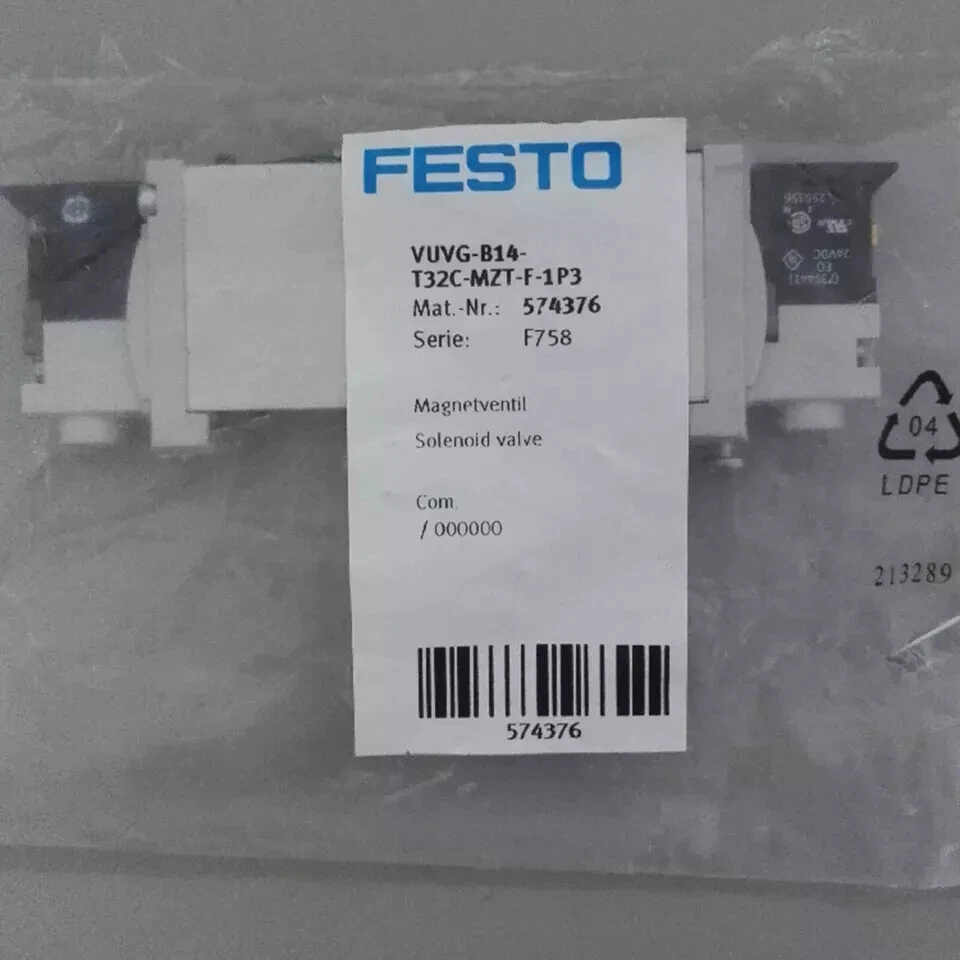 FESTO
VUVG-B14-
T32C-MZT-F-1P3
Mat.-Nr.: 574376
Serie: F758
Magnetventil
Solenoid valve
Com.
/ 000000
574376
24VDC
04
LDPE
213289